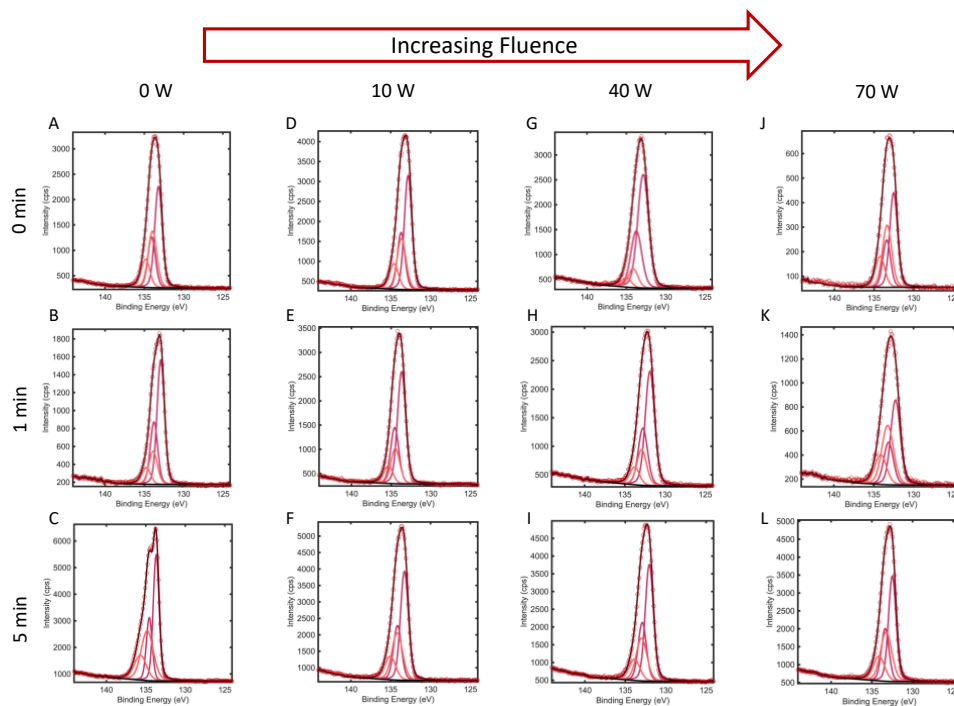 Increasing Fluence
0 W 10 W 40 W 70 W
0 min
A
Intensity (cps)
3000
2500
2000
1500
1000
500
140 135 130 125
Binding Energy (eV)
D
Intensity (cps)
4000
3500
3000
2500
2000
1500
1000
500
140 135 130 125
Binding Energy (eV)
G
Intensity (cps)
3000
2500
2000
1500
1000
500
140 135 130 125
Binding Energy (eV)
J
Intensity (cps)
600
500
400
300
200
100
140 135 130 125
Binding Energy (eV)
1 min
B
Intensity (cps)
1800
1600
1400
1200
1000
800
600
400
200
140 135 130 125
Binding Energy (eV)
E
Intensity (cps)
3500
3000
2500
2000
1500
1000
500
140 135 130 125
Binding Energy (eV)
H
Intensity (cps)
3000
2500
2000
1500
1000
500
140 135 130 125
Binding Energy (eV)
K
Intensity (cps)
1400
1200
1000
800
600
400
200
140 135 130 125
Binding Energy (eV)
5 min
C
Intensity (cps)
6000
5000
4000
3000
2000
1000
140 135 130 125
Binding Energy (eV)
F
Intensity (cps)
5000
4500
4000
3500
3000
2500
2000
1500
1000
140 135 130 125
Binding Energy (eV)
I
Intensity (cps)
4500
4000
3500
3000
2500
2000
1500
1000
500
140 135 130 125
Binding Energy (eV)
L
Intensity (cps)
5000
4500
4000
3500
3000
2500
2000
1500
1000
500
140 135 130 125
Binding Energy (eV)